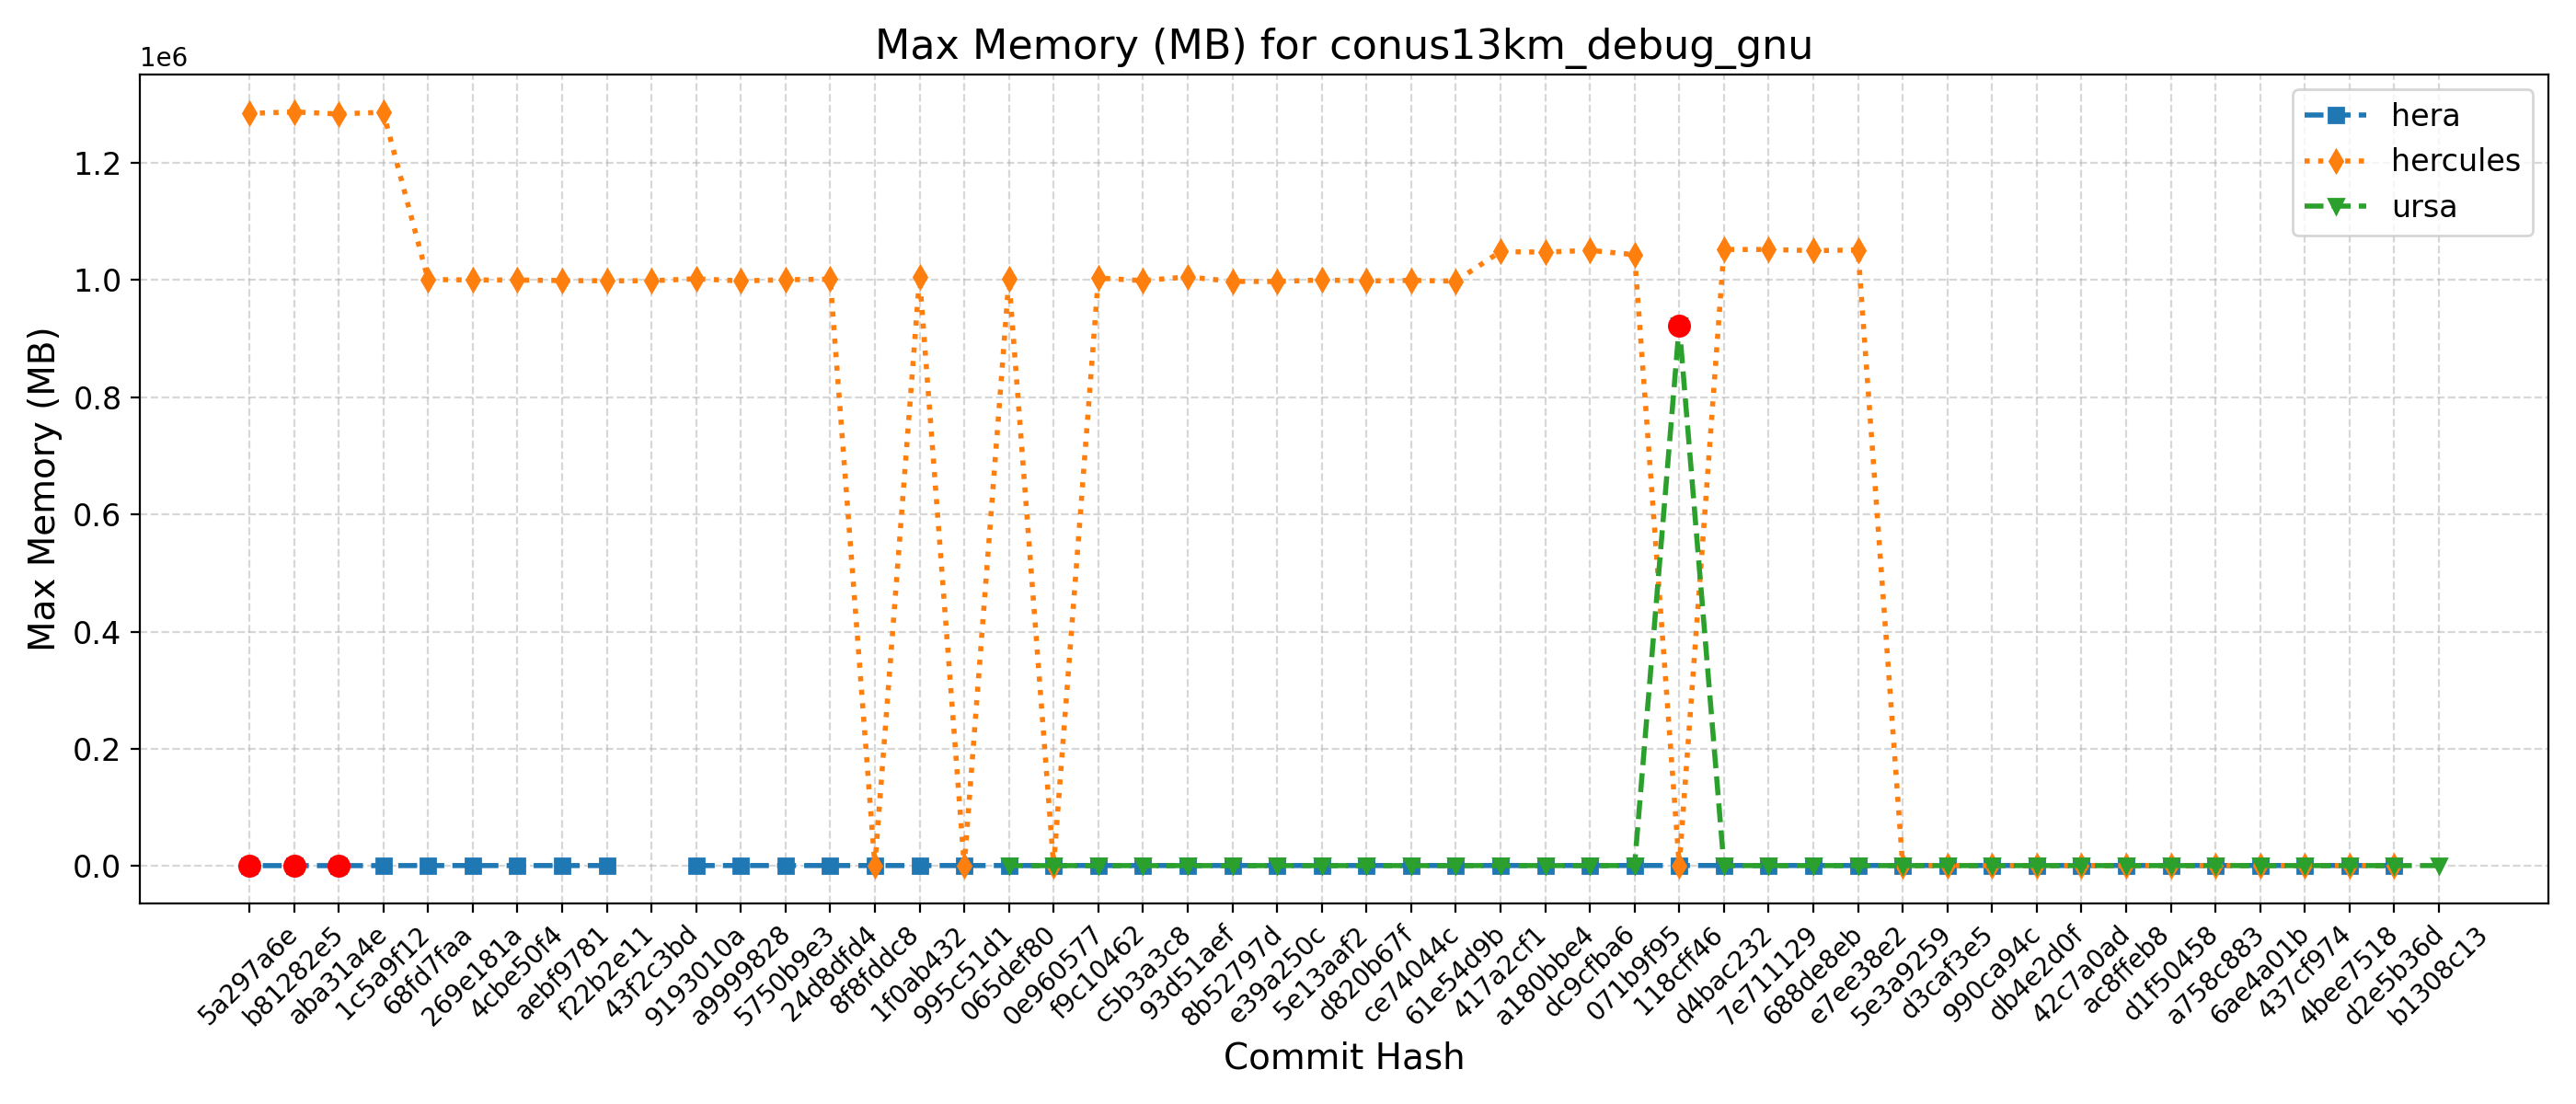 Max Memory (MB) for conus13km_debug_gnu
1e6
1.2
1.0
0.8
0.6
0.4
0.2
0.0
Max Memory (MB)
hera
hercules
ursa
5a297a6e
b81282e5
aba31a4e
1c5a9f12
68fd7faa
269e181a
4cbe50f4
aebf9781
f22b2e11
43f2c3bd
9193010a
a9999828
5750b9e3
24d8dfd4
8f8fddc8
1f0ab432
995c51d1
065def80
0e960577
f9c10462
c5b3a3c8
93d51aef
8b52797d
e39a250c
5e13aaf2
d820b67f
ce74044c
61e54d9b
417a2cf1
a180bbe4
dc9cfba6
071b9f95
118cff46
d4bac232
7e711129
688de8eb
e7ee38e2
5e3a9259
d3caf3e5
990ca94c
db4e2d0f
42c7a0ad
ac8ffeb8
d1f50458
a758c883
6ae4a01b
437cf974
4bee7518
d2e5b36d
b1308c13
Commit Hash